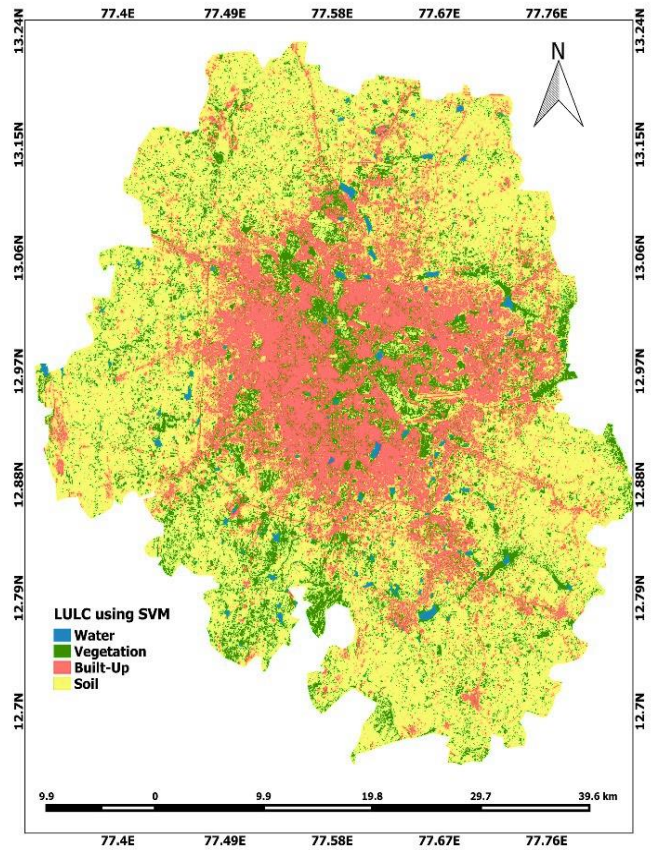 77.4E 77.49E 77.58E 77.67E 77.76E
13.24N 13.24N
N
13.15N 13.15N
13.06N 13.06N
12.97N 12.97N
12.88N 12.88N
12.79N 12.79N
LULC using SVM
Water
Vegetation
Built-Up
Soil
12.7N 12.7N
9.9 0 9.9 19.8 29.7 39.6 km
77.4E 77.49E 77.58E 77.67E 77.76E